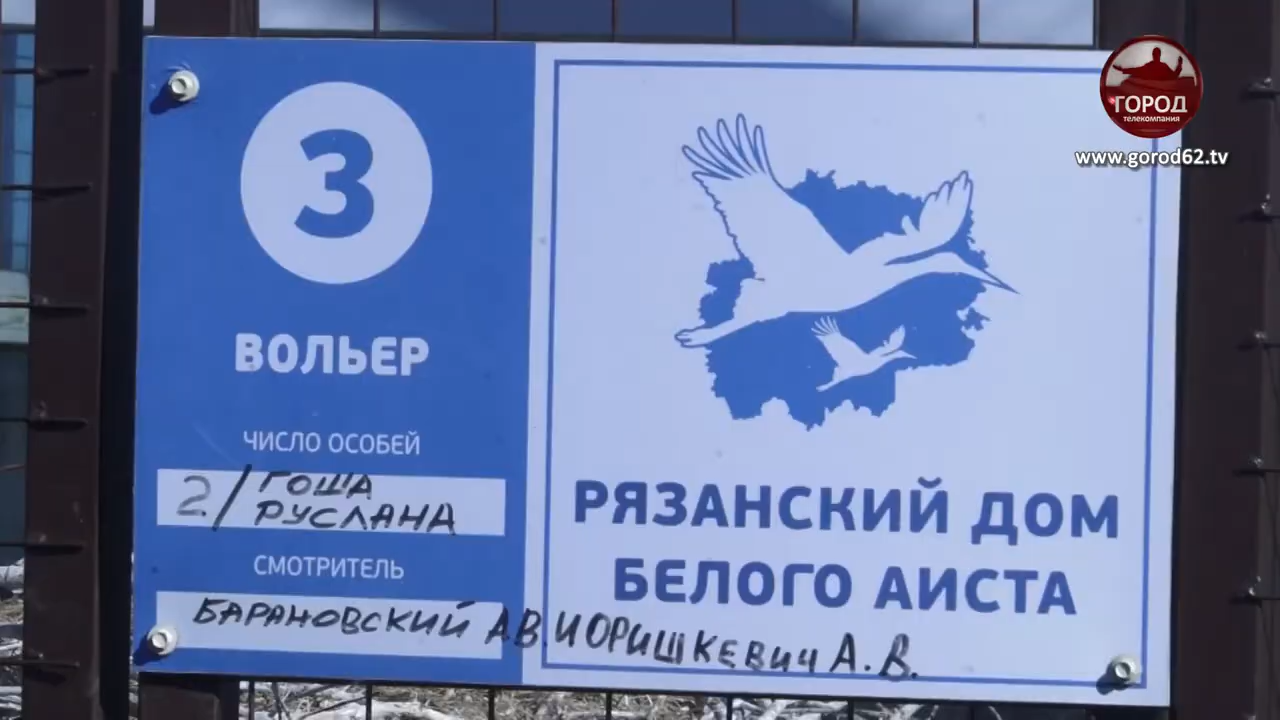 ГОРОД
телекомпания
www.gorod62.tv
3
ВОЛЬЕР
ЧИСЛО ОСОБЕЙ
2 / ГОША
РУСЛАНА
СМОТРИТЕЛЬ
БАРАНОВСКИЙ А.В. И ОРИШКЕВИЧ А.В.
РЯЗАНСКИЙ ДОМ
БЕЛОГО АИСТА